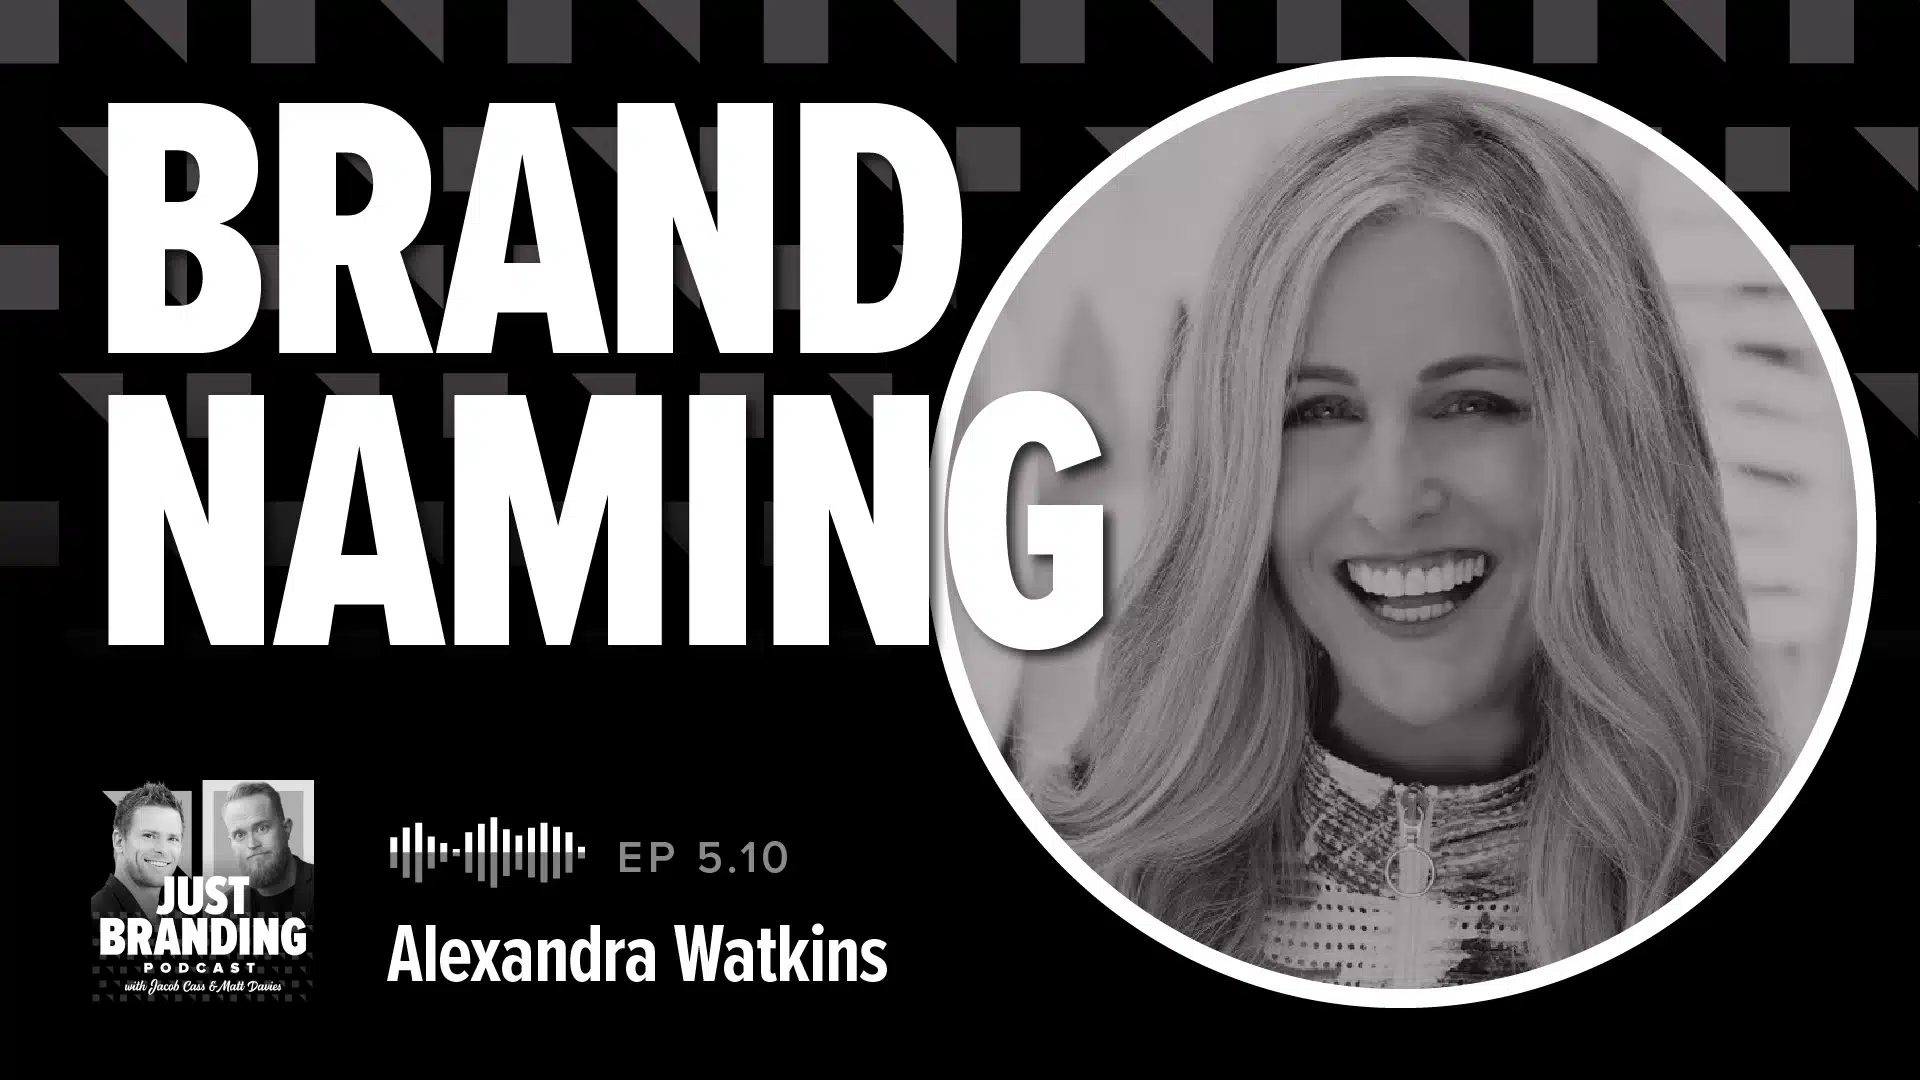 BRAND
NAMING
EP 5.10
Alexandra Watkins
JUST
BRANDING
PODCAST
with Jacob Cass & Matt Davies